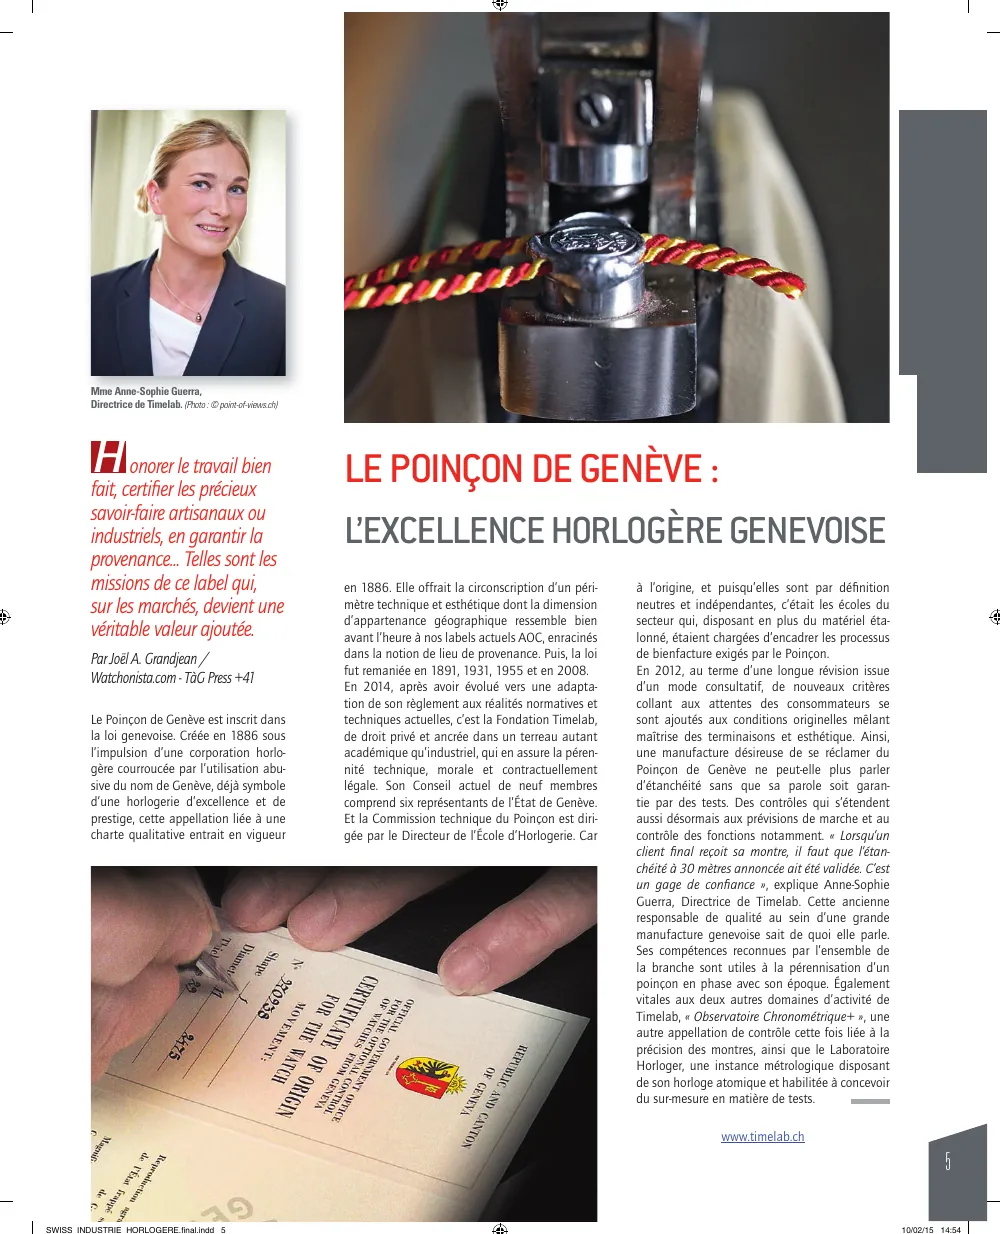 Mme Anne-Sophie Guerra,
Directrice de Timelab. (Photo : © point-of-views.ch)
Honorer le travail bien
fait, certifier les précieux
savoir-faire artisanaux ou
industriels, en garantir la
provenance... Telles sont les
missions de ce label qui,
sur les marchés, devient une
véritable valeur ajoutée.
Par Joël A. Grandjean /
Watchonista.com - TàG Press +41
LE POINÇON DE GENÈVE :
L’EXCELLENCE HORLOGÈRE GENEVOISE
Le Poinçon de Genève est inscrit dans
la loi genevoise. Créée en 1886 sous
l’impulsion d’une corporation horlo-
gère courroucée par l’utilisation abu-
sive du nom de Genève, déjà symbole
d’une horlogerie d’excellence et de
prestige, cette appellation liée à une
charte qualitative entrait en vigueur
en 1886. Elle offrait la circonscription d’un péri-
mètre technique et esthétique dont la dimension
d’appartenance géographique ressemble bien
avant l’heure à nos labels actuels AOC, enracinés
dans la notion de lieu de provenance. Puis, la loi
fut remaniée en 1891, 1931, 1955 et en 2008.
En 2014, après avoir évolué vers une adapta-
tion de son règlement aux réalités normatives et
techniques actuelles, c’est la Fondation Timelab,
de droit privé et ancrée dans un terreau autant
académique qu’industriel, qui en assure la péren-
nité technique, morale et contractuellement
légale. Son Conseil actuel de neuf membres
comprend six représentants de l’État de Genève.
Et la Commission technique du Poinçon est diri-
gée par le Directeur de l’École d’Horlogerie. Car
à l’origine, et puisqu’elles sont par définition
neutres et indépendantes, c’était les écoles du
secteur qui, disposant en plus du matériel éta-
lonné, étaient chargées d’encadrer les processus
de bienfacture exigés par le Poinçon.
En 2012, au terme d’une longue révision issue
d’un mode consultatif, de nouveaux critères
collant aux attentes des consommateurs se
sont ajoutés aux conditions originelles mêlant
maîtrise des terminaisons et esthétique. Ainsi,
une manufacture désireuse de se réclamer du
Poinçon de Genève ne peut-elle plus parler
d’étanchéité sans que sa parole soit garan-
tie par des tests. Des contrôles qui s’étendent
aussi désormais aux prévisions de marche et au
contrôle des fonctions notamment. « Lorsqu’un
client final reçoit sa montre, il faut que l’étan-
chéité à 30 mètres annoncée ait été validée. C’est
un gage de confiance », explique Anne-Sophie
Guerra, Directrice de Timelab. Cette ancienne
responsable de qualité au sein d’une grande
manufacture genevoise sait de quoi elle parle.
Ses compétences reconnues par l’ensemble de
la branche sont utiles à la pérennisation d’un
poinçon en phase avec son époque. Également
vitales aux deux autres domaines d’activité de
Timelab, « Observatoire Chronométrique+ », une
autre appellation de contrôle cette fois liée à la
précision des montres, ainsi que le Laboratoire
Horloger, une instance métrologique disposant
de son horloge atomique et habilitée à concevoir
du sur-mesure en matière de tests.
www.timelab.ch
REPUBLIC AND CANTON
OF GENEVA
OFFICIAL
GOVERNMENT OFFICE
FOR THE OPTIONAL CONTROL
OF WATCHES FROM GENEVA
CERTIFICATE OF ORIGIN
FOR THE WATCH
MOVEMENT:
N° 270938
Shape
Diameter 11
29
2475
Reproduction
de l'Etat frappé
Magnifi
5
SWISS_INDUSTRIE_HORLOGERE.final.indd 5
10/02/15 14:54